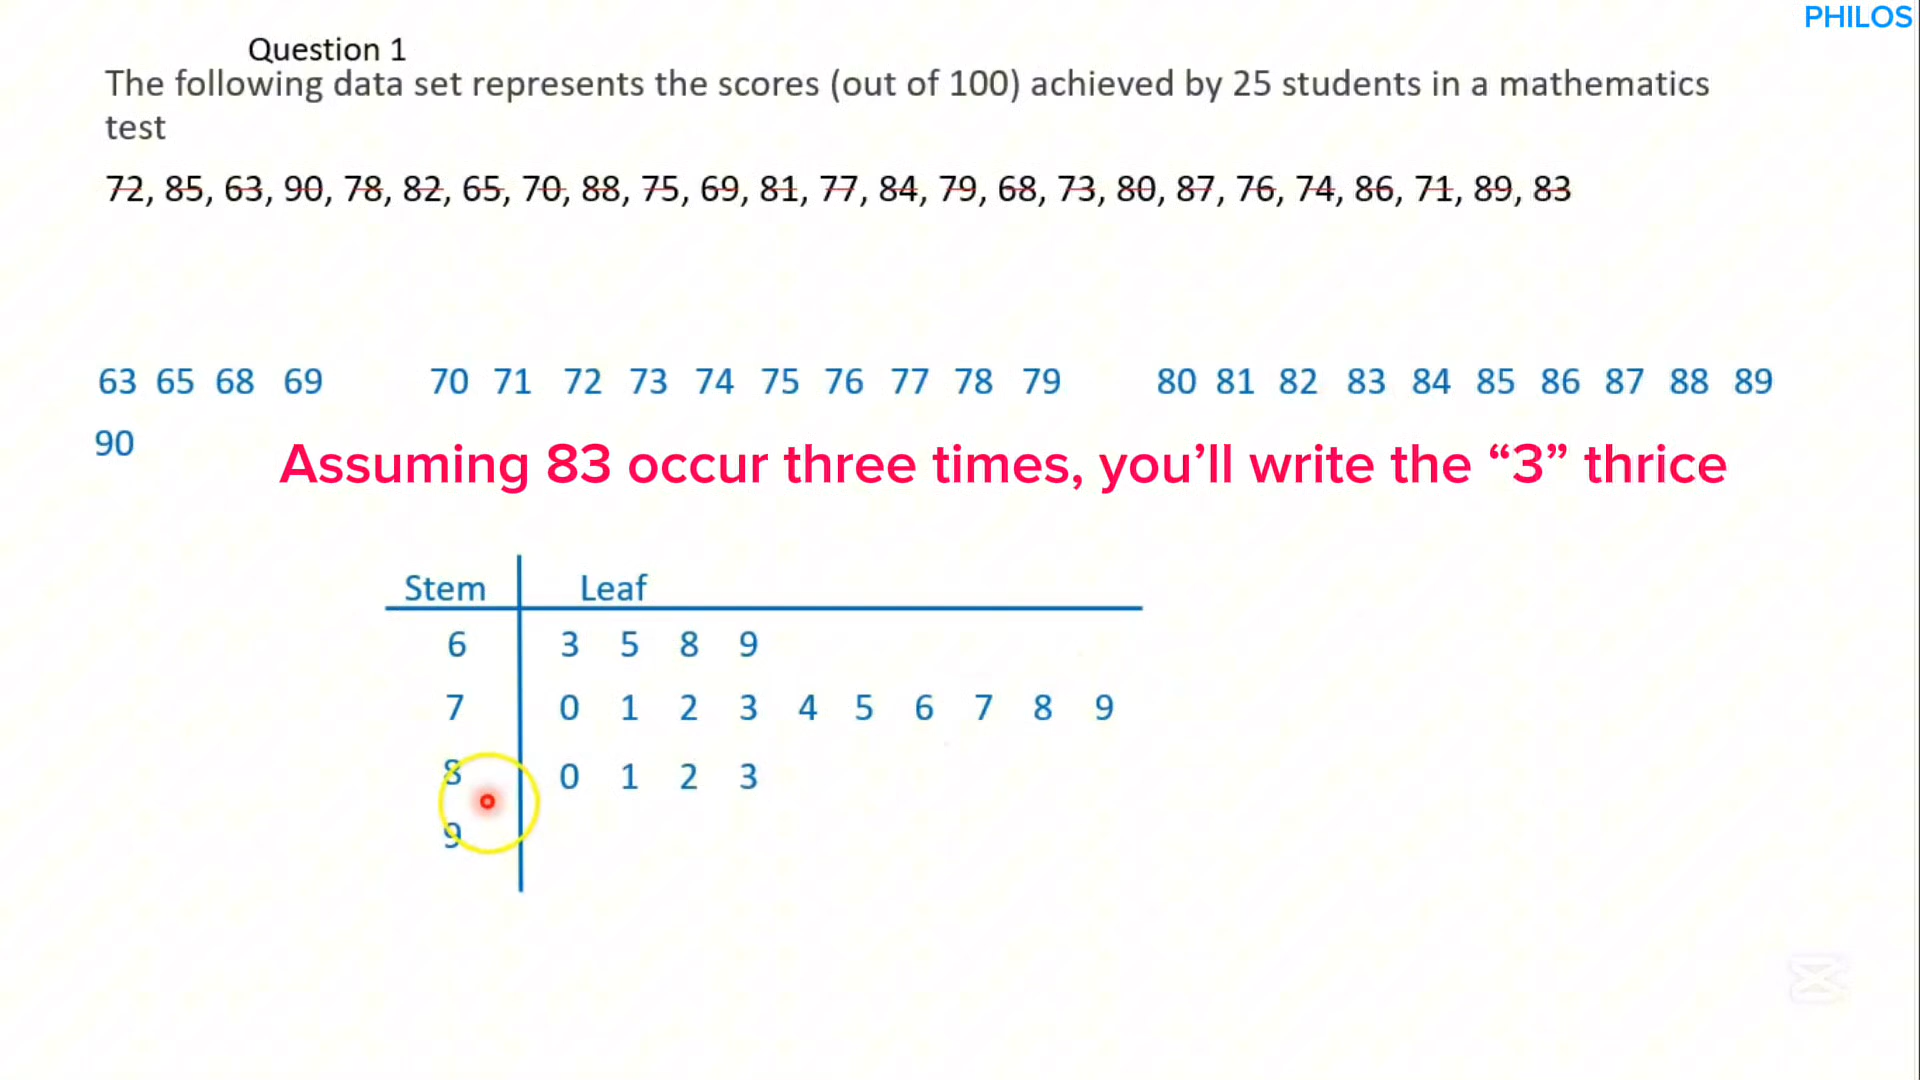 PHILOS
Question 1
The following data set represents the scores (out of 100) achieved by 25 students in a mathematics
test
72, 85, 63, 90, 78, 82, 65, 70, 88, 75, 69, 81, 77, 84, 79, 68, 73, 80, 87, 76, 74, 86, 71, 89, 83
63 65 68 69 70 71 72 73 74 75 76 77 78 79 80 81 82 83 84 85 86 87 88 89
90
Assuming 83 occur three times, you’ll write the “3” thrice
Stem Leaf
6 3 5 8 9
7 0 1 2 3 4 5 6 7 8 9
8 0 1 2 3
9